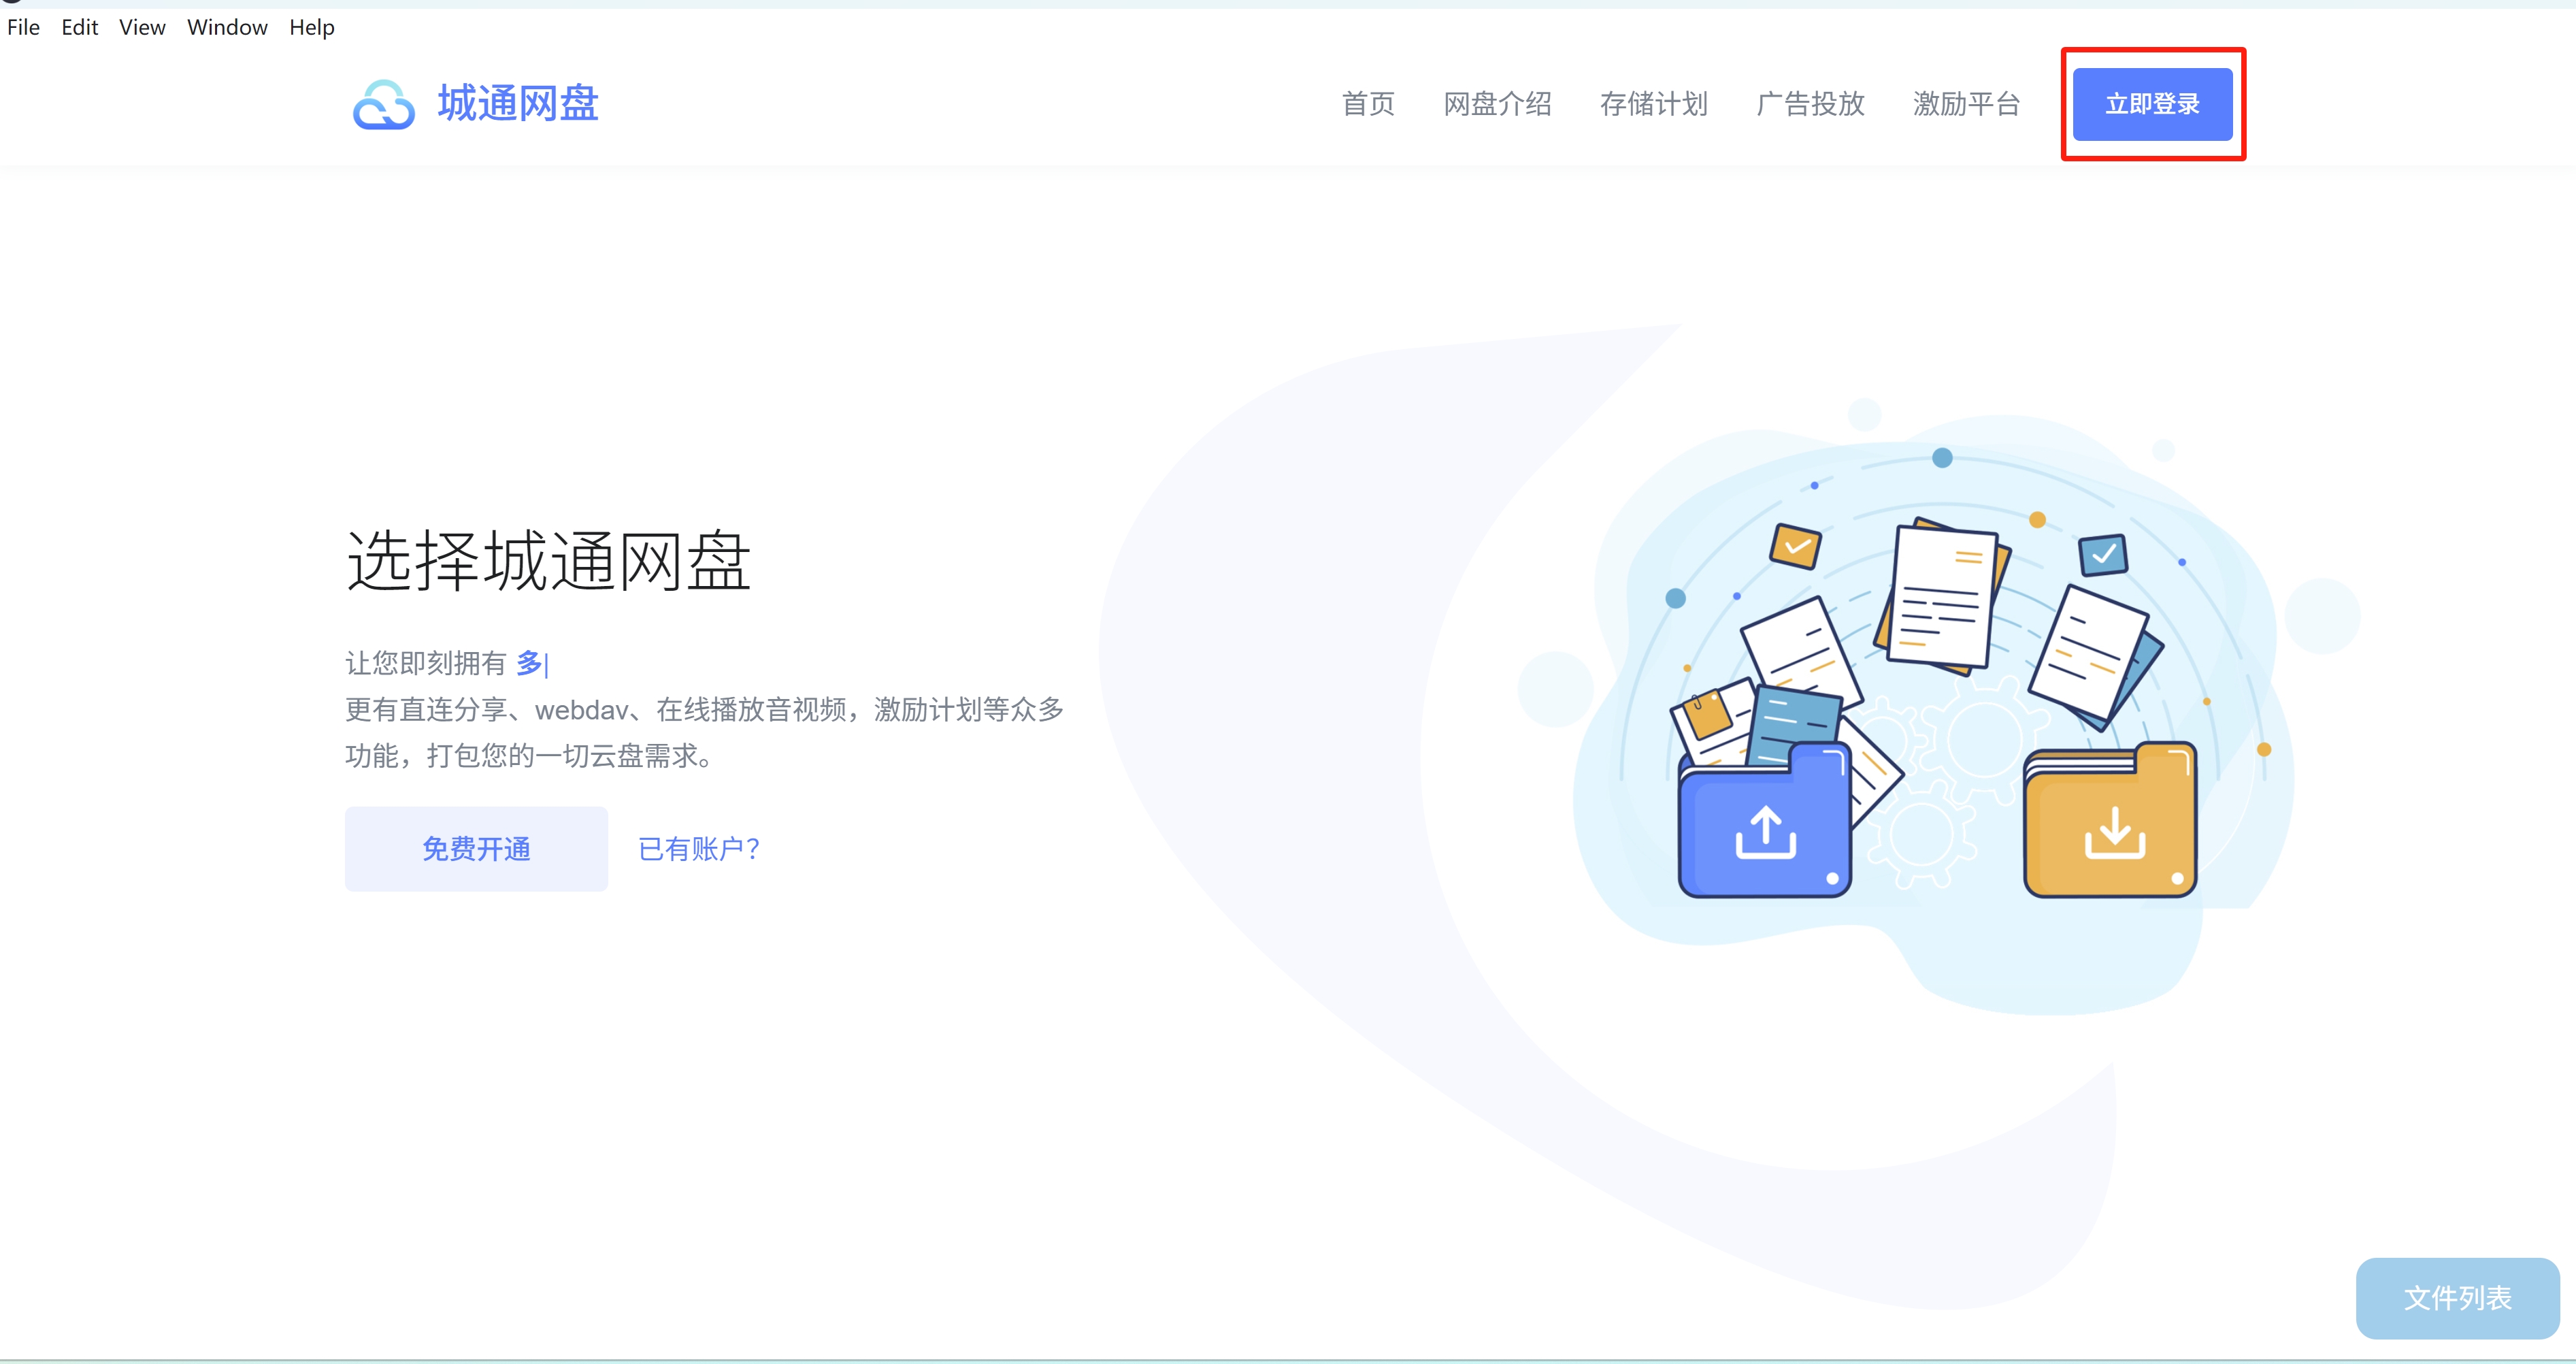 File Edit View Window Help
城通网盘
首页 网盘介绍 存储计划 广告投放 激励平台 立即登录
选择城通网盘
让您即刻拥有 多|
更有直连分享、webdav、在线播放音视频，激励计划等众多
功能，打包您的一切云盘需求。
免费开通 已有账户？
文件列表